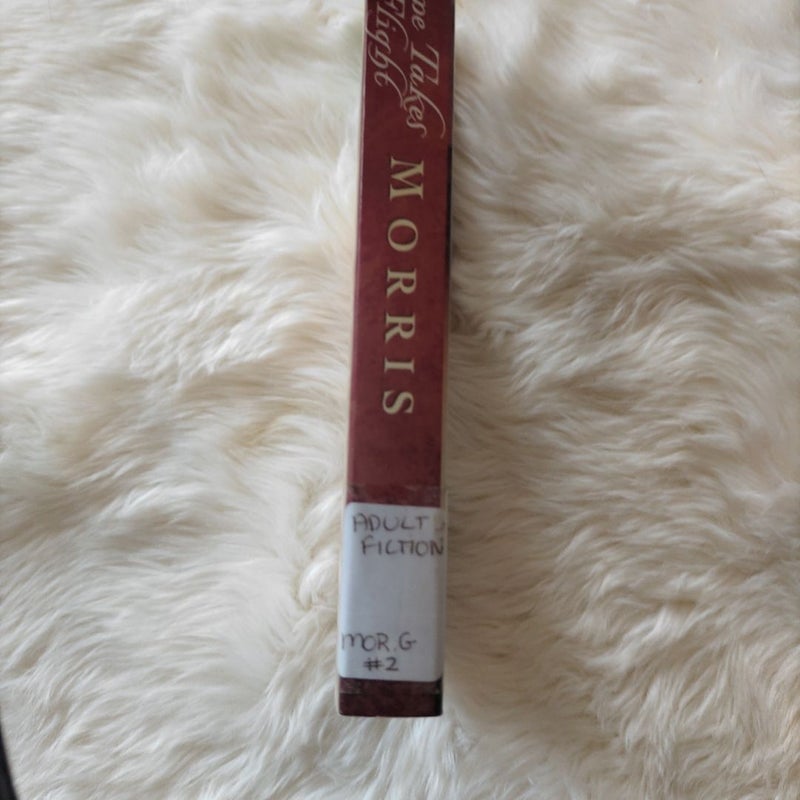 Takes
Flight
MORRIS
ADULT
FICTION
MOR.G
#2